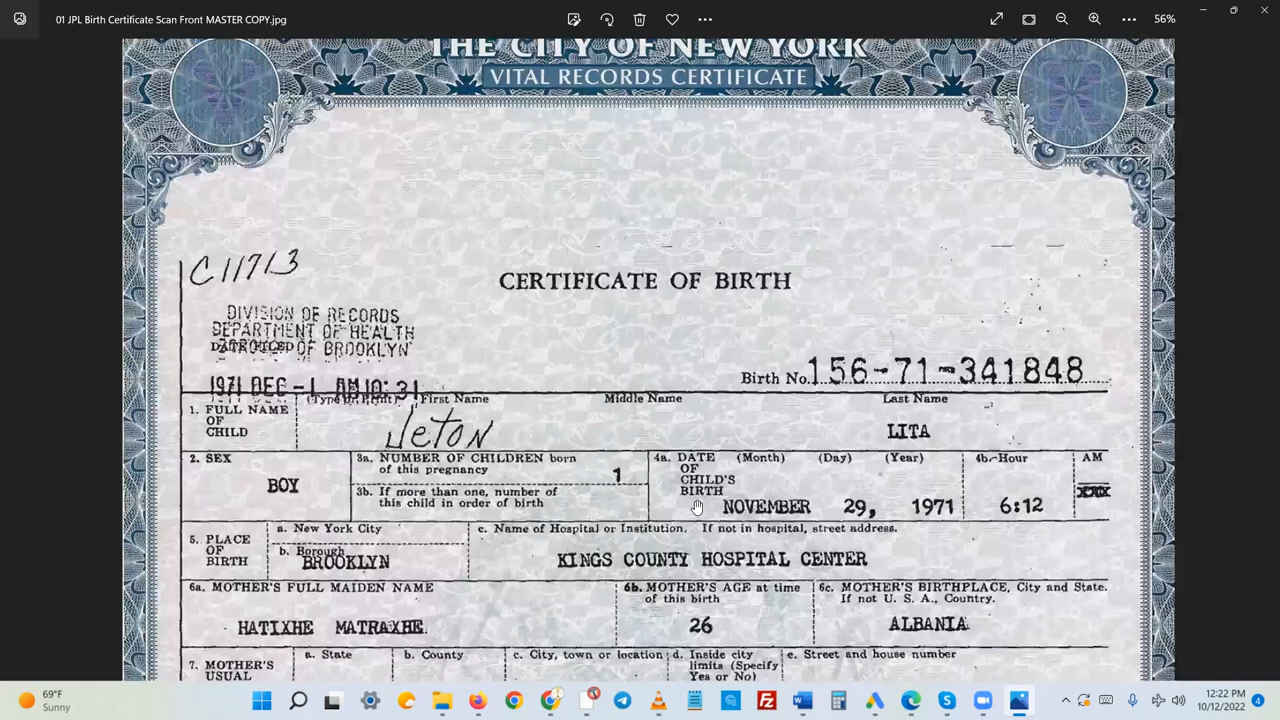 01 JPL Birth Certificate Scan Front MASTER COPY.jpg
56%
THE CITY OF NEW YORK
VITAL RECORDS CERTIFICATE
C11713
CERTIFICATE OF BIRTH
DIVISION OF RECORDS
DEPARTMENT OF HEALTH
OF BROOKLYN
Birth No. 156-71-341848
1971 DEC -1 AM 10:31
First Name Middle Name Last Name
1. FULL NAME
OF
CHILD
Jeton LITA
2. SEX
BOY
3a. NUMBER OF CHILDREN born
of this pregnancy
1
3b. If more than one, number of
this child in order of birth
4a. DATE (Month) (Day) (Year)
OF
CHILD'S
BIRTH
NOVEMBER 29, 1971
4b. Hour AM
6:12
5. PLACE
OF
BIRTH
a. New York City
b. Borough
BROOKLYN
c. Name of Hospital or Institution. If not in hospital, street address.
KINGS COUNTY HOSPITAL CENTER
6a. MOTHER'S FULL MAIDEN NAME
HATIXHE MATRAXHE.
6b. MOTHER'S AGE at time
of this birth
26
6c. MOTHER'S BIRTHPLACE, City and State.
If not U. S. A., Country.
ALBANIA
7. MOTHER'S
USUAL
a. State
b. County
c. City, town or location
d. Inside city
limits (Specify
Yes or No)
e. Street and house number
69°F
Sunny
12:22 PM
10/12/2022
4